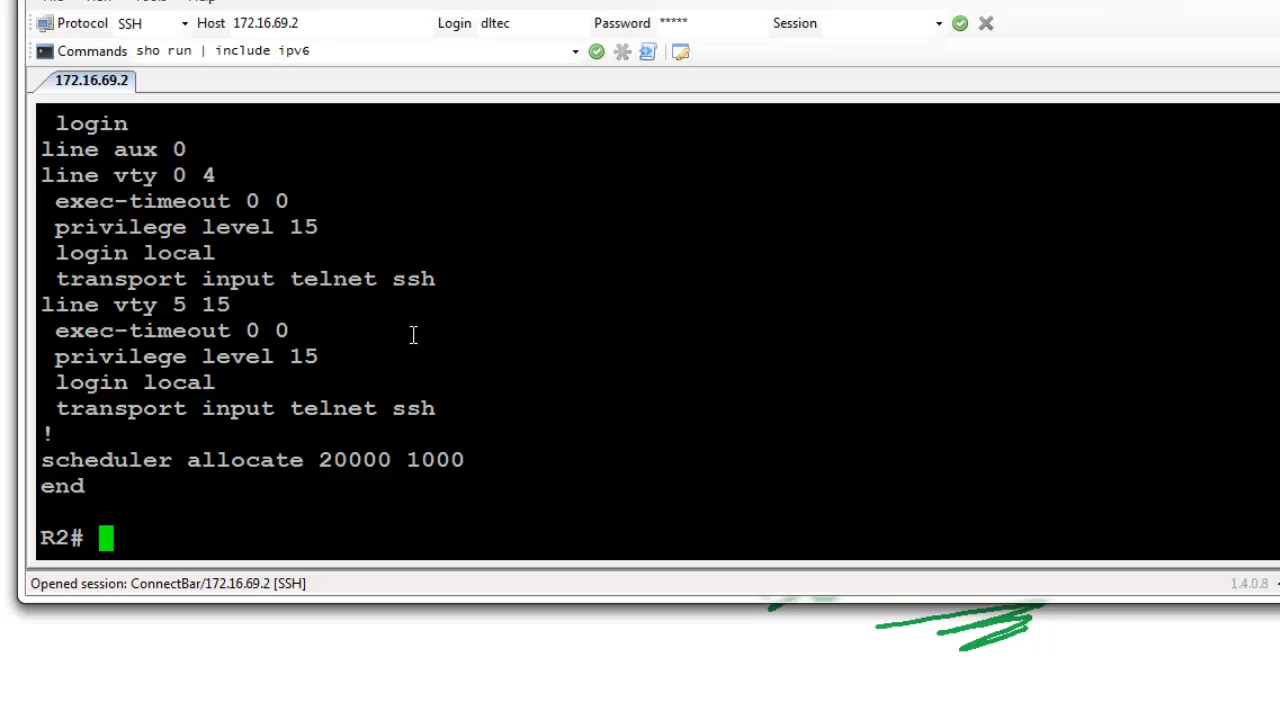 Protocol SSH Host 172.16.69.2 Login dltec Password ***** Session
Commands sho run | include ipv6
172.16.69.2
login
line aux 0
line vty 0 4
exec-timeout 0 0
privilege level 15
login local
transport input telnet ssh
line vty 5 15
exec-timeout 0 0
privilege level 15
login local
transport input telnet ssh
!
scheduler allocate 20000 1000
end
R2#
Opened session: ConnectBar/172.16.69.2 [SSH] 1.4.0.8